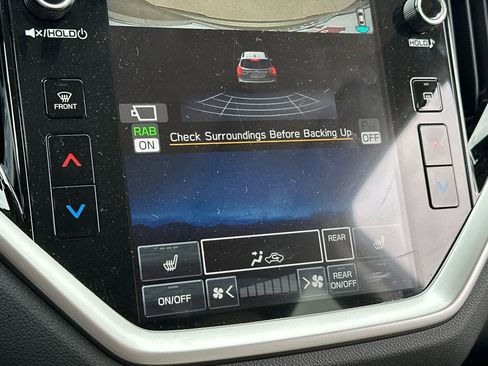 HOLD
HOLD
FRONT
RAB
ON
Check Surroundings Before Backing Up
OFF
REAR
ON/OFF
REAR
ON/OFF